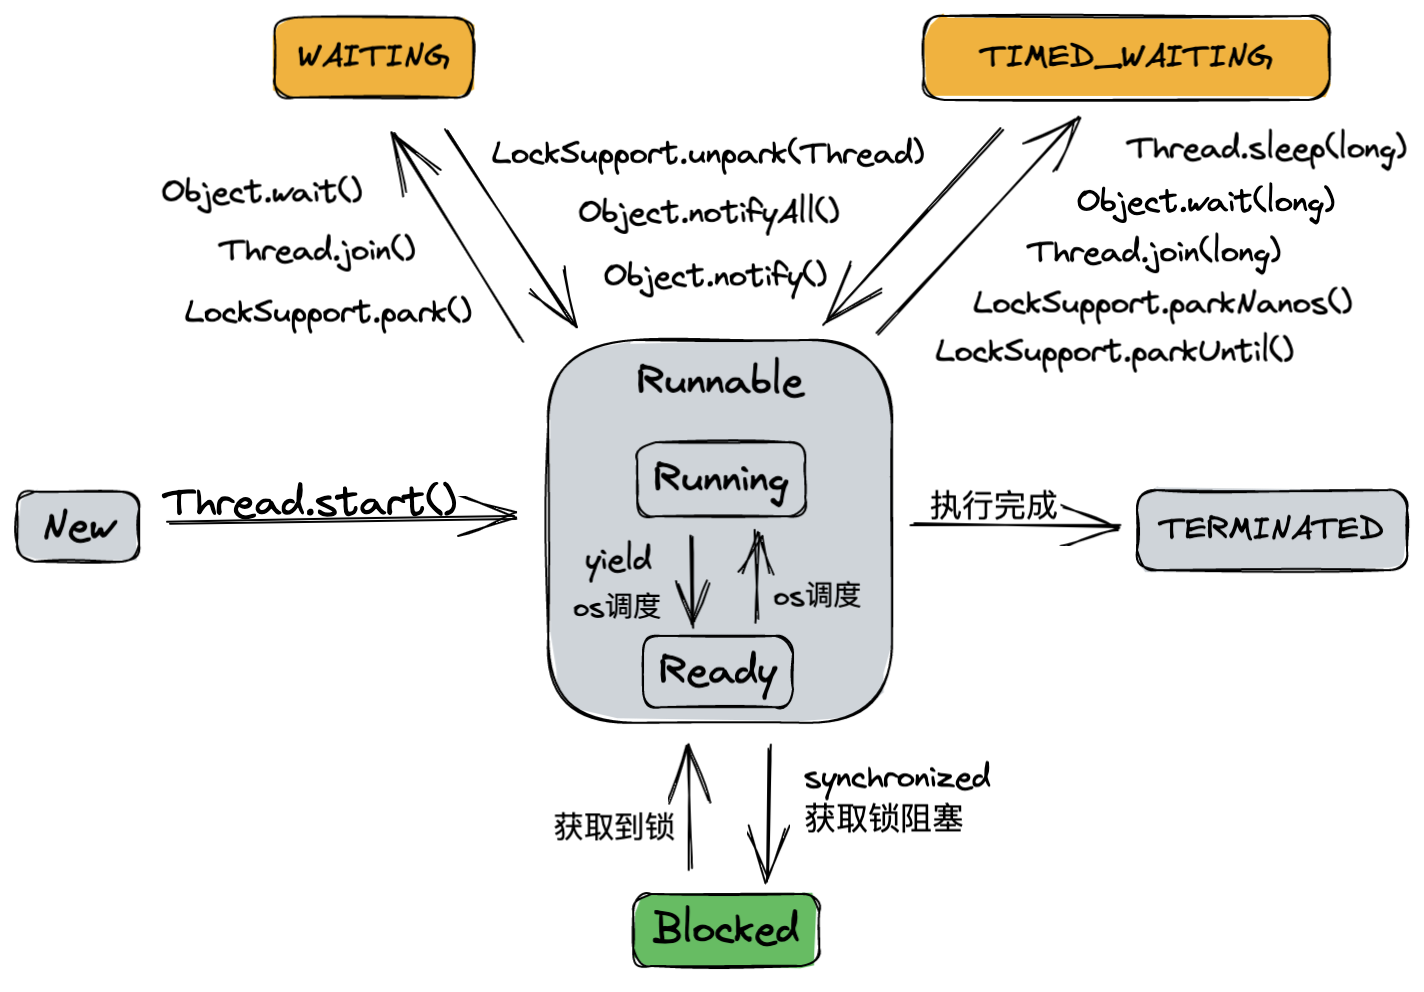 WAITING
TIMED_WAITING
Object.wait()
Thread.join()
LockSupport.park()
LockSupport.unpark(Thread)
Object.notifyAll()
Object.notify()
Thread.sleep(long)
Object.wait(long)
Thread.join(long)
LockSupport.parkNanos()
LockSupport.parkUntil()
New
Thread.start()
Runnable
Running
yield
os调度
os调度
Ready
执行完成
TERMINATED
获取到锁
synchronized
获取锁阻塞
Blocked